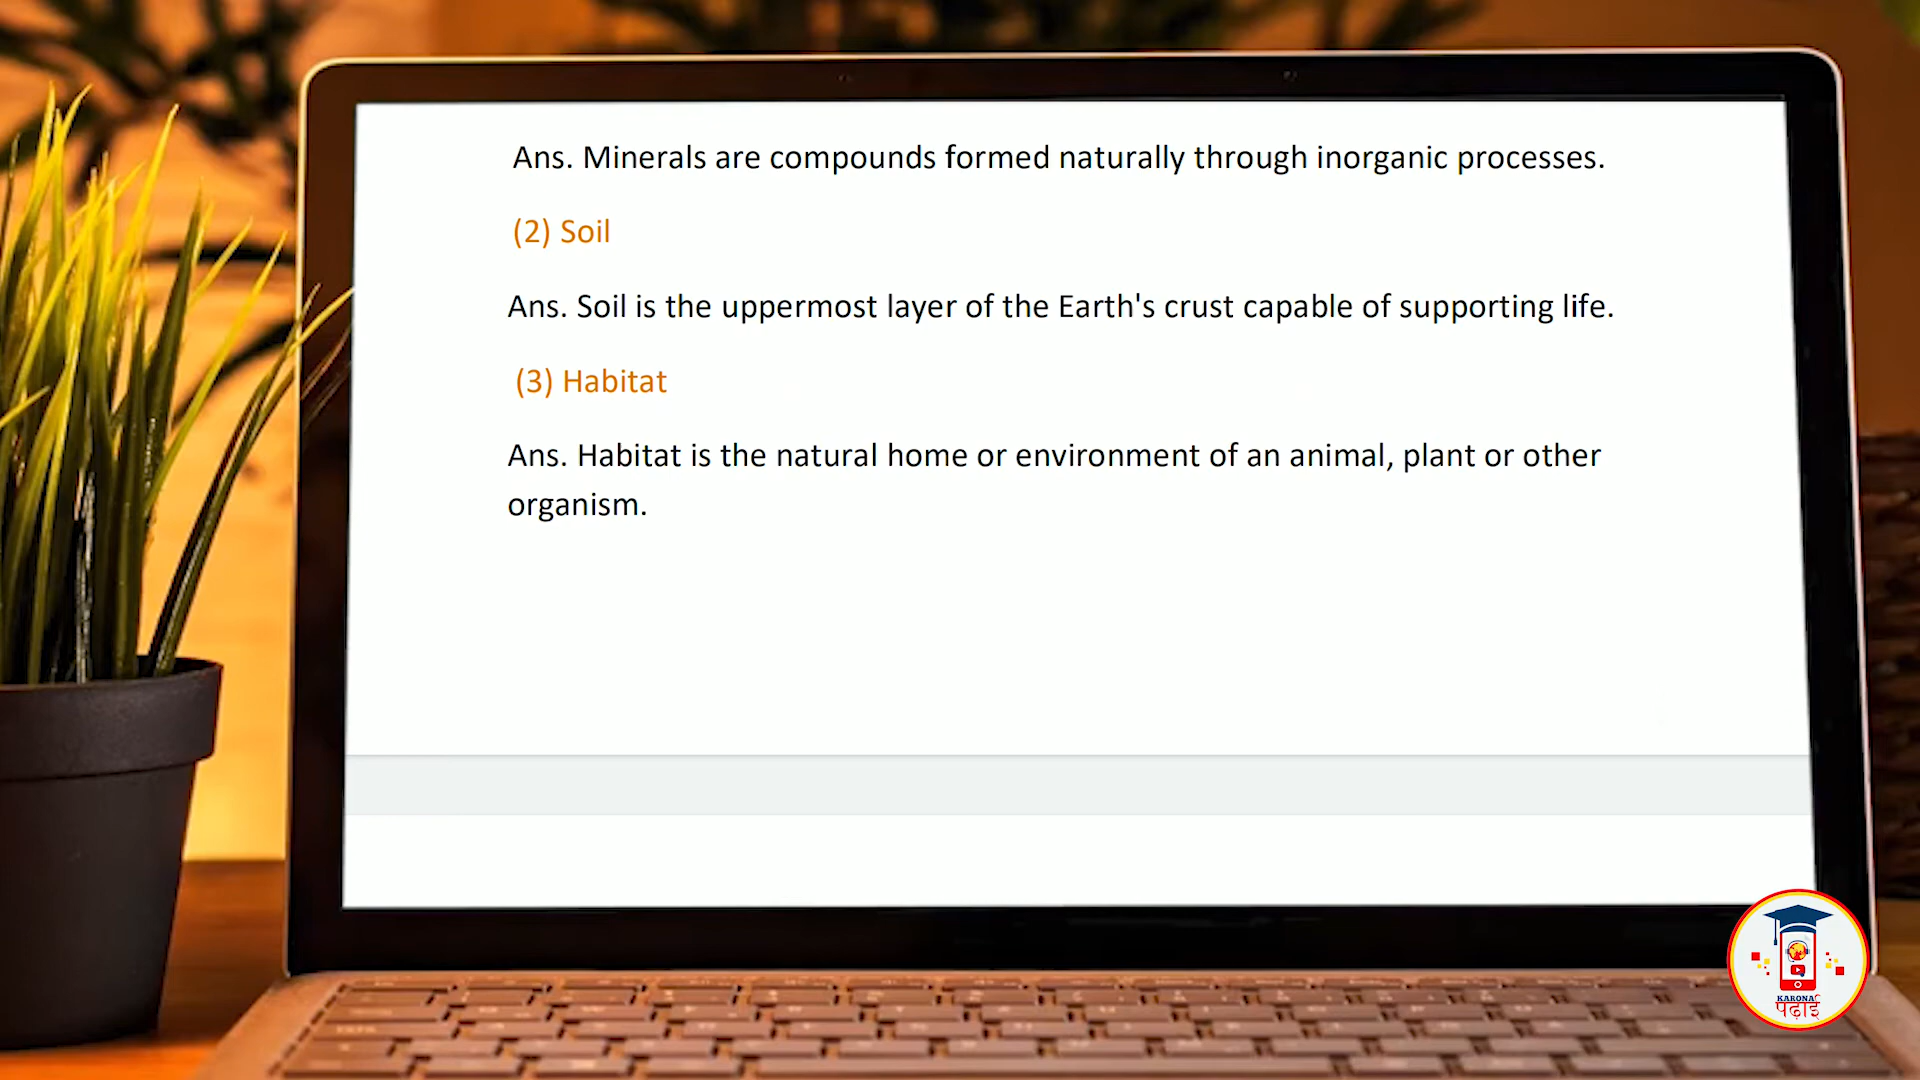 Ans. Minerals are compounds formed naturally through inorganic processes.
(2) Soil
Ans. Soil is the uppermost layer of the Earth's crust capable of supporting life.
(3) Habitat
Ans. Habitat is the natural home or environment of an animal, plant or other
organism.
KARONA
पढ़ाई